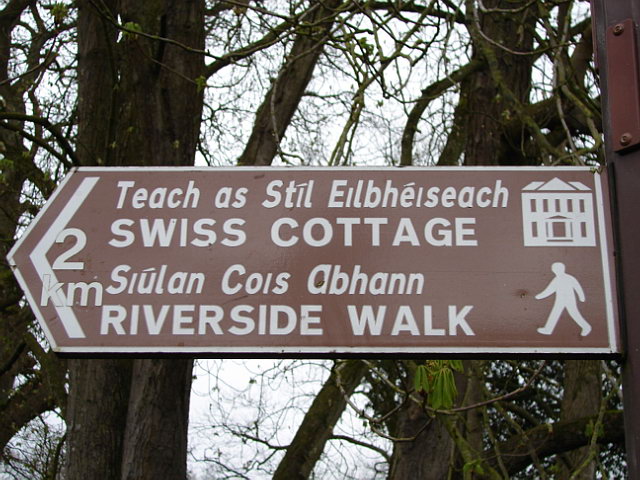 Teach as Stíl Eilbhéiseach
SWISS COTTAGE
2
km
Siúlan Cois Abhann
RIVERSIDE WALK